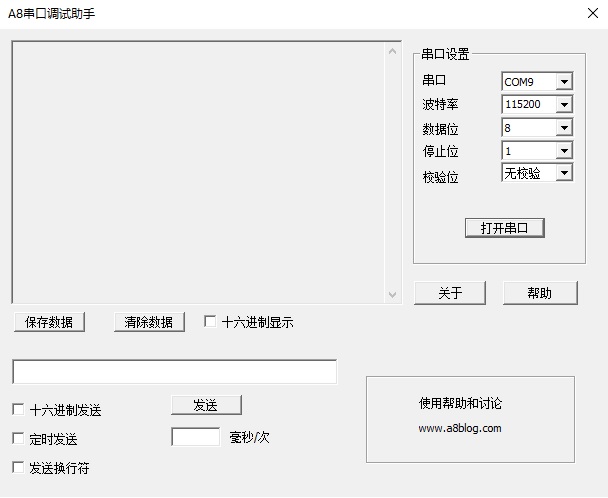 A8串口调试助手
串口设置
串口
COM9
波特率
115200
数据位
8
停止位
1
校验位
无校验
打开串口
关于
帮助
保存数据
清除数据
十六进制显示
十六进制发送
发送
定时发送
毫秒/次
发送换行符
使用帮助和讨论
www.a8blog.com